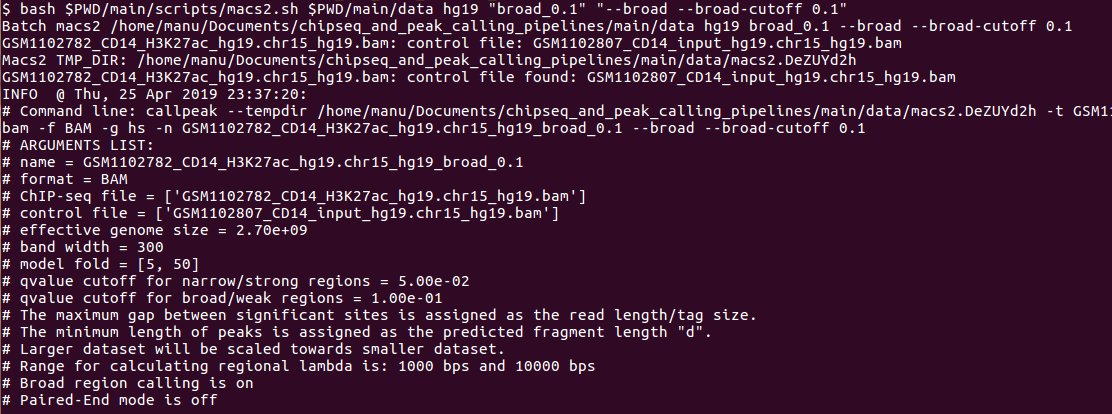 $ bash $PWD/main/scripts/macs2.sh $PWD/main/data hg19 "broad_0.1" "--broad --broad-cutoff 0.1"
Batch macs2 /home/manu/Documents/chipseq_and_peak_calling_pipelines/main/data hg19 broad_0.1 --broad --broad-cutoff 0.1
GSM1102782_CD14_H3K27ac_hg19.chr15_hg19.bam: control file: GSM1102807_CD14_input_hg19.chr15_hg19.bam
Macs2 TMP_DIR: /home/manu/Documents/chipseq_and_peak_calling_pipelines/main/data/macs2.DeZUYd2h
GSM1102782_CD14_H3K27ac_hg19.chr15_hg19.bam: control file found: GSM1102807_CD14_input_hg19.chr15_hg19.bam
INFO  @ Thu, 25 Apr 2019 23:37:20:
# Command line: callpeak --tempdir /home/manu/Documents/chipseq_and_peak_calling_pipelines/main/data/macs2.DeZUYd2h -t GSM11
bam -f BAM -g hs -n GSM1102782_CD14_H3K27ac_hg19.chr15_hg19_broad_0.1 --broad --broad-cutoff 0.1
# ARGUMENTS LIST:
# name = GSM1102782_CD14_H3K27ac_hg19.chr15_hg19_broad_0.1
# format = BAM
# ChIP-seq file = ['GSM1102782_CD14_H3K27ac_hg19.chr15_hg19.bam']
# control file = ['GSM1102807_CD14_input_hg19.chr15_hg19.bam']
# effective genome size = 2.70e+09
# band width = 300
# model fold = [5, 50]
# qvalue cutoff for narrow/strong regions = 5.00e-02
# qvalue cutoff for broad/weak regions = 1.00e-01
# The maximum gap between significant sites is assigned as the read length/tag size.
# The minimum length of peaks is assigned as the predicted fragment length "d".
# Larger dataset will be scaled towards smaller dataset.
# Range for calculating regional lambda is: 1000 bps and 10000 bps
# Broad region calling is on
# Paired-End mode is off